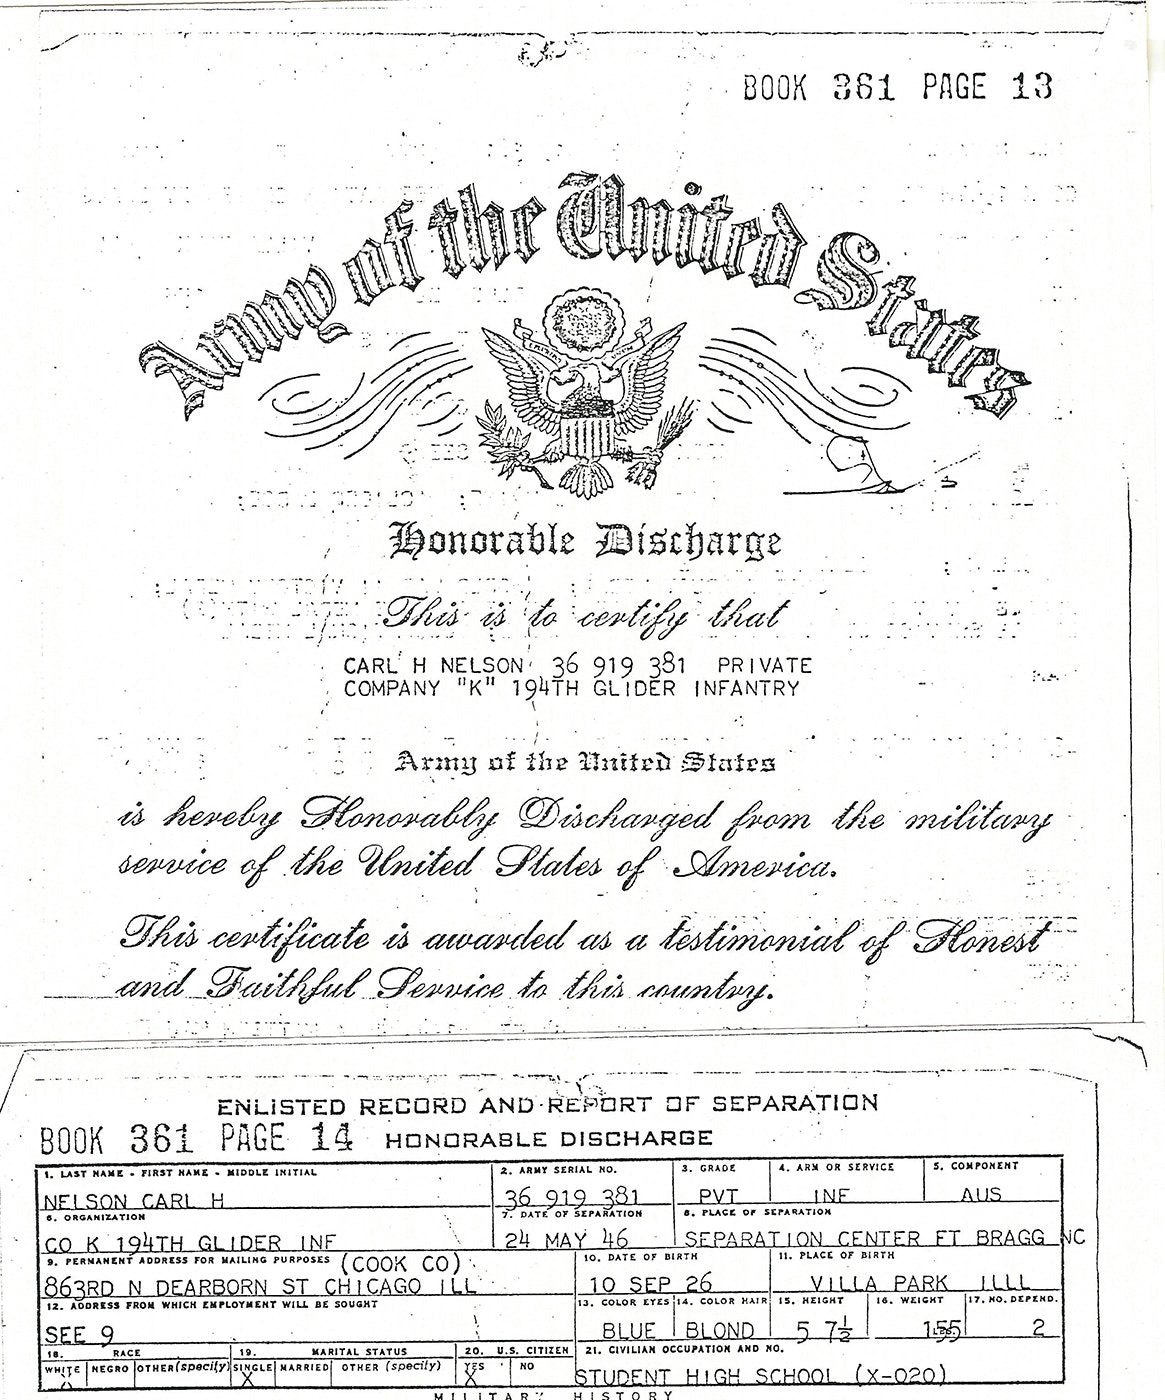 BOOK 361 PAGE 13
Army of the United States
Honorable Discharge
This is to certify that
CARL H NELSON 36 919 381 PRIVATE
COMPANY "K" 194TH GLIDER INFANTRY
Army of the United States
is hereby Honorably Discharged from the military
service of the United States of America.
This certificate is awarded as a testimonial of Honest
and Faithful Service to this country.
ENLISTED RECORD AND REPORT OF SEPARATION
BOOK 361 PAGE 14 HONORABLE DISCHARGE
1. LAST NAME - FIRST NAME - MIDDLE INITIAL 2. ARMY SERIAL NO. 3. GRADE 4. ARM OR SERVICE 5. COMPONENT
NELSON CARL H 36 919 381 PVT INF AUS
6. ORGANIZATION 7. DATE OF SEPARATION 8. PLACE OF SEPARATION
CO K 194TH GLIDER INF 24 MAY 46 SEPARATION CENTER FT BRAGG NC
9. PERMANENT ADDRESS FOR MAILING PURPOSES (COOK CO) 10. DATE OF BIRTH 11. PLACE OF BIRTH
863RD N DEARBORN ST CHICAGO ILL 10 SEP 26 VILLA PARK ILLL
12. ADDRESS FROM WHICH EMPLOYMENT WILL BE SOUGHT 13. COLOR EYES 14. COLOR HAIR 15. HEIGHT 16. WEIGHT 17. NO. DEPEND.
SEE 9 BLUE BLOND 5 7½ 155 2
18. RACE 19. MARITAL STATUS 20. U.S. CITIZEN 21. CIVILIAN OCCUPATION AND NO.
WHITE NEGRO OTHER (specify) SINGLE MARRIED OTHER (specify) YES NO
X X X STUDENT HIGH SCHOOL (X-020)
MILITARY HISTORY